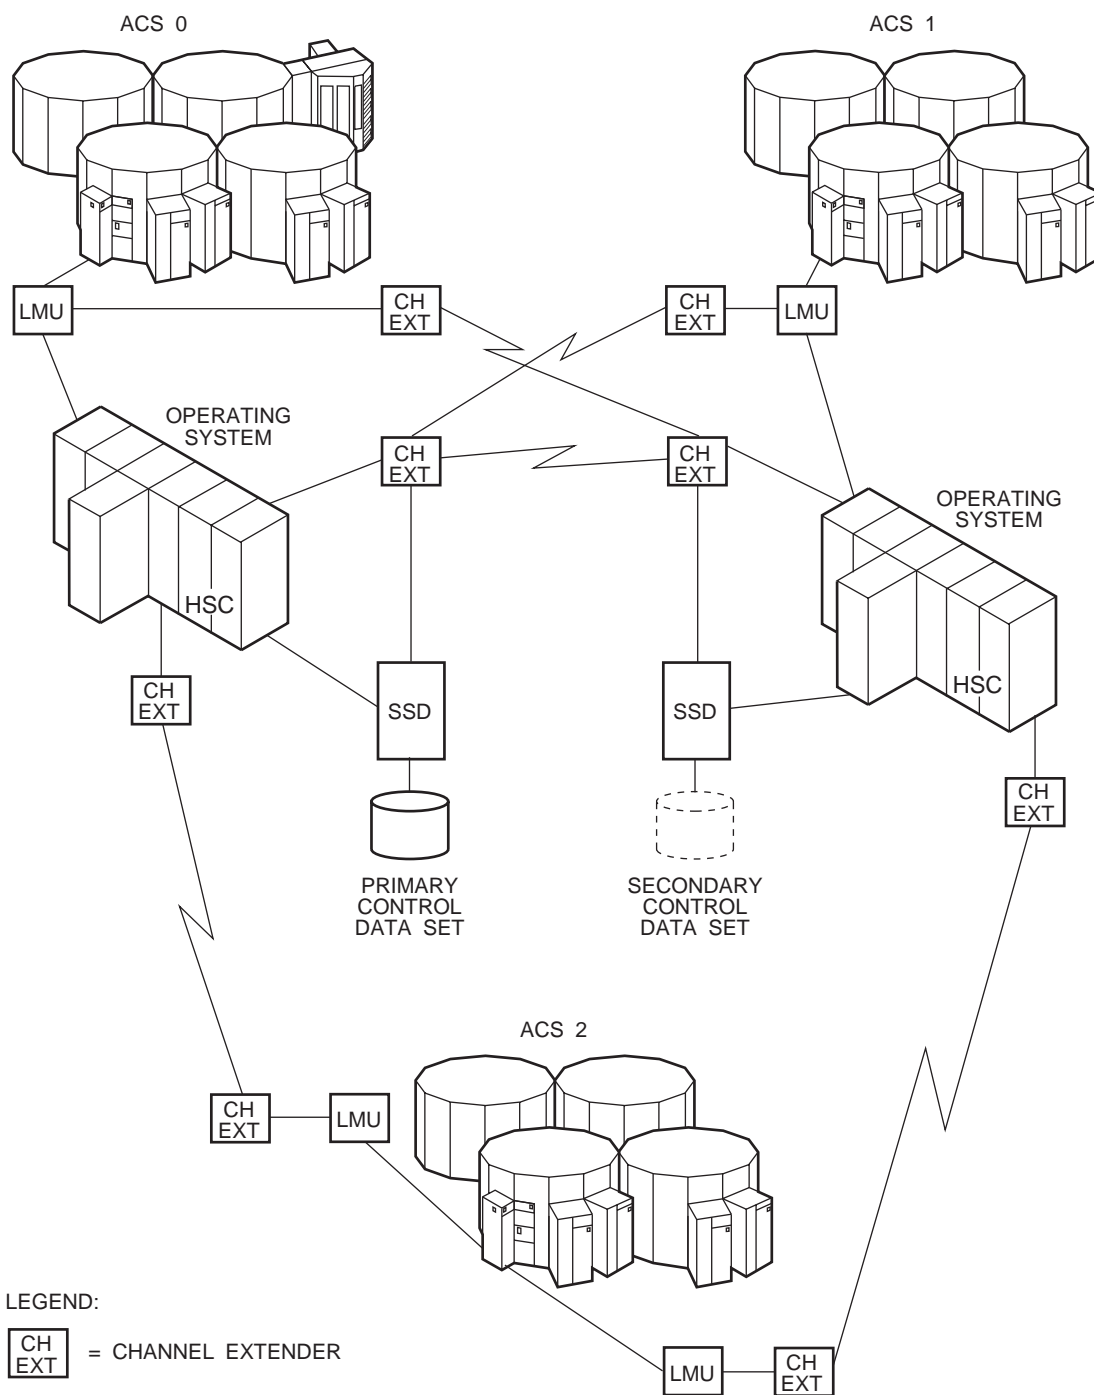 ACS 0
ACS 1
LMU
CH
EXT
CH
EXT
LMU
OPERATING
SYSTEM
CH
EXT
CH
EXT
OPERATING
SYSTEM
HSC
CH
EXT
SSD
SSD
HSC
CH
EXT
PRIMARY
CONTROL
DATA SET
SECONDARY
CONTROL
DATA SET
ACS 2
CH
EXT
LMU
LEGEND:
CH
EXT
= CHANNEL EXTENDER
LMU
CH
EXT